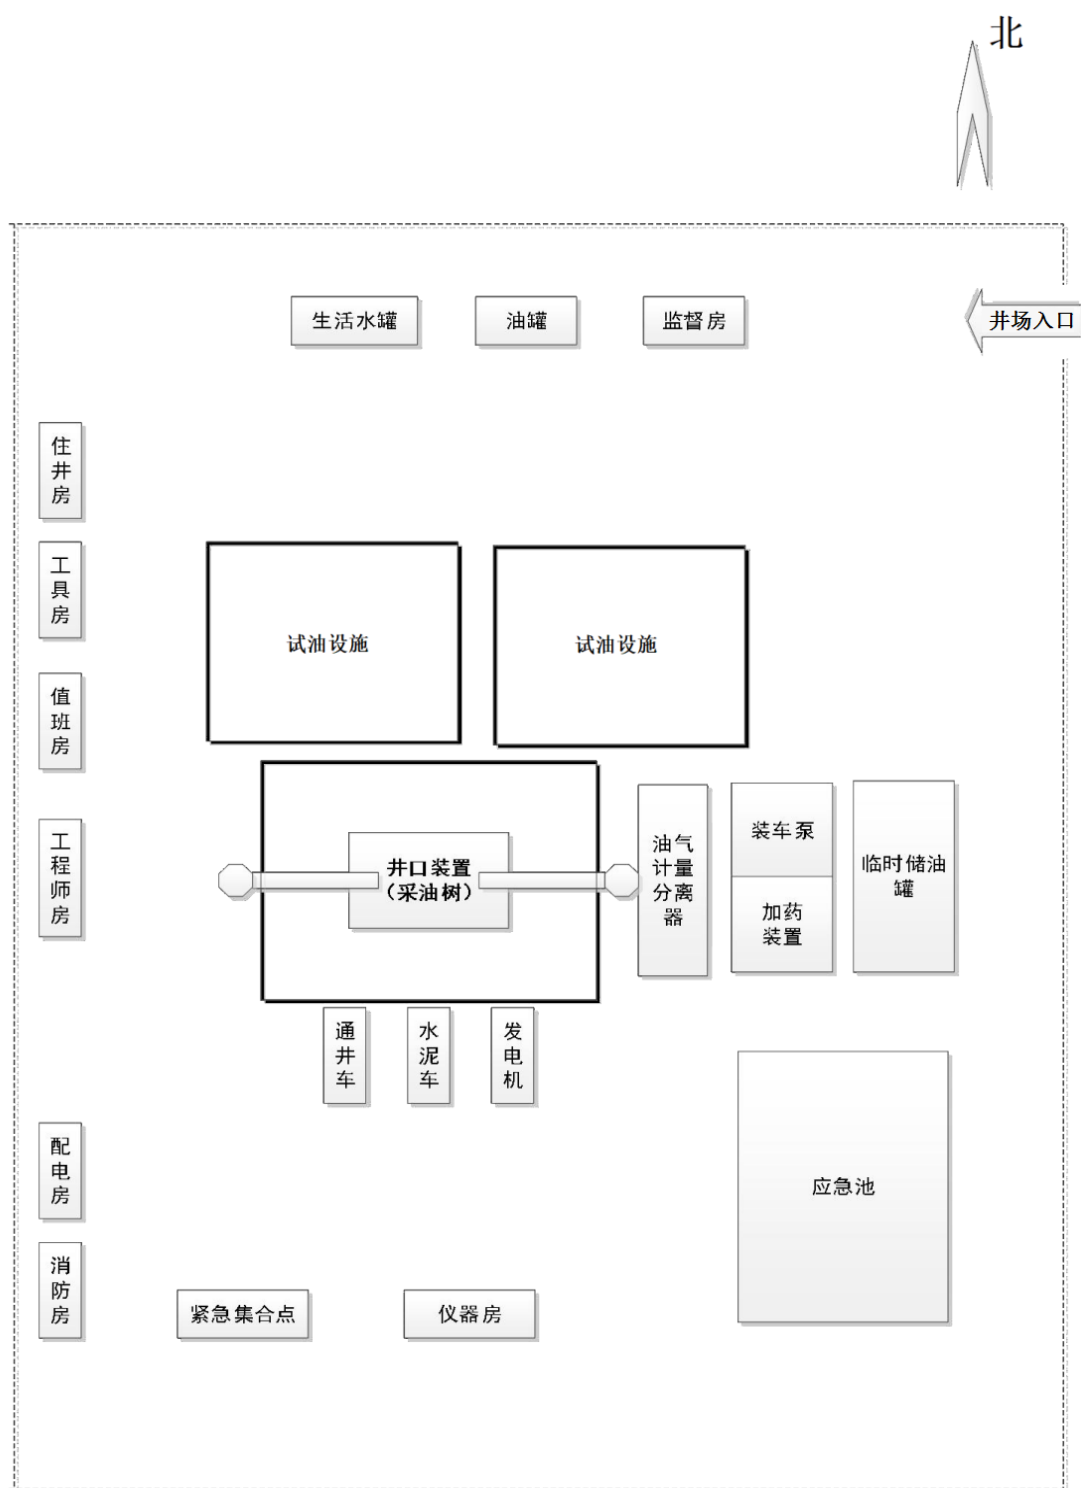 北
生活水罐
油罐
监督房
井场入口
住
井
房
工
具
房
试油设施
试油设施
值
班
房
工
程
师
房
井口装置
（采油树）
油气
计量
分离
器
装车泵
加药
装置
临时储油
罐
通
井
车
水
泥
车
发
电
机
配
电
房
应急池
消
防
房
紧急集合点
仪器房